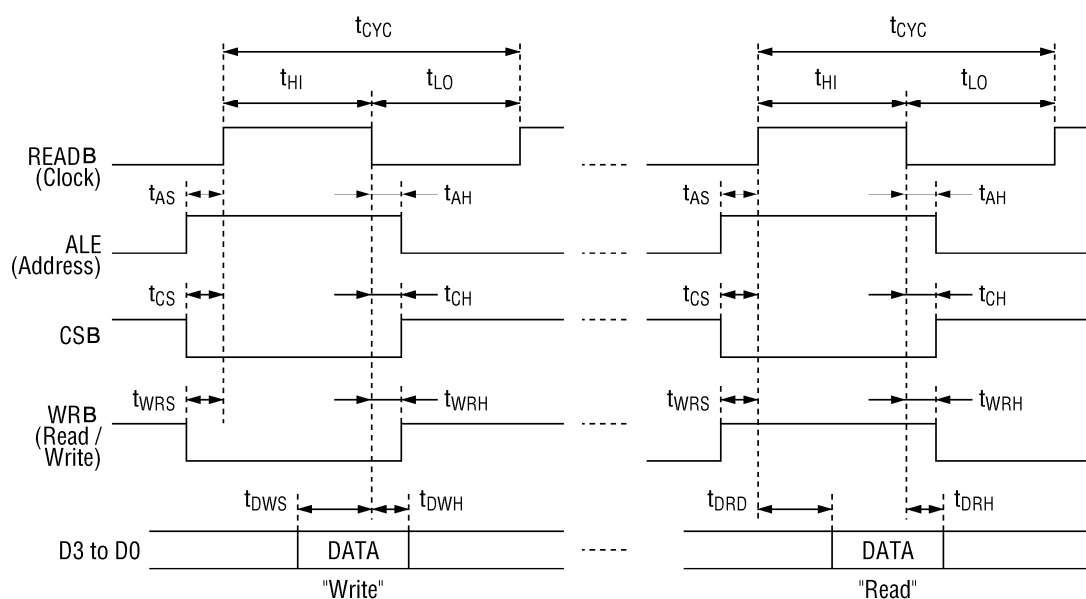 tCYC tCYC
tHI tLO tHI tLO
READB
(Clock)
tAS tAH tAS tAH
ALE
(Address)
tCS tCH tCS tCH
CSB
tWRS tWRH tWRS tWRH
WRB
(Read /
Write)
tDWS tDWH tDRD tDRH
D3 to D0 DATA DATA
"Write" "Read"